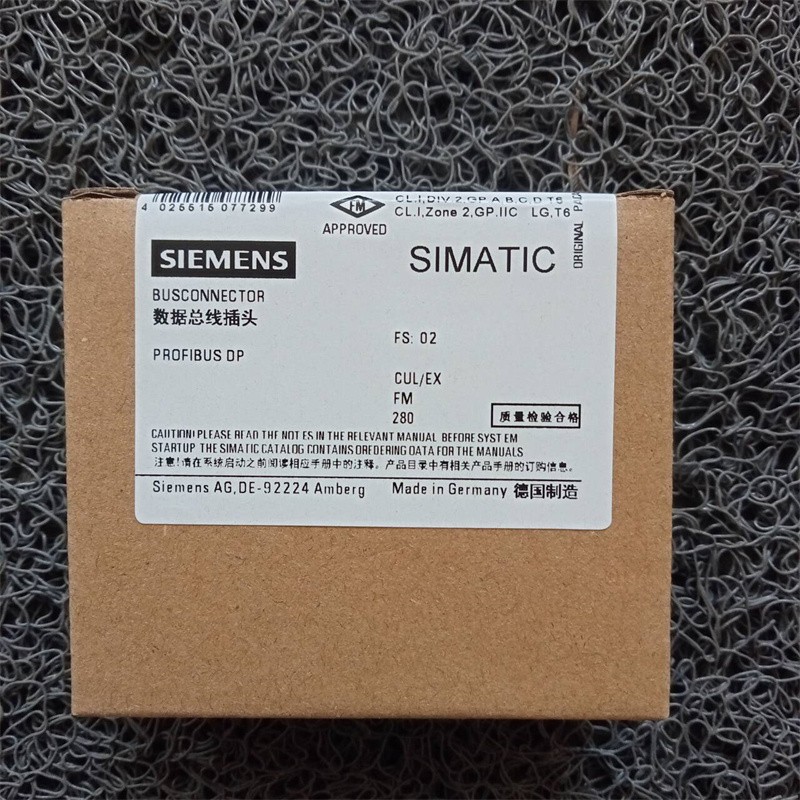 4 025515 077299
FM
APPROVED
CL.I,DIV 2,GP A,B,C,D T6
CL.I,Zone 2,GP.IIC LG,T6
ORIGINAL
SIEMENS
SIMATIC
BUSCONNECTOR
数据总线插头
FS: 02
PROFIBUS DP
CUL/EX
FM
280
质量检验合格
CAUTION! PLEASE READ THE NOTES IN THE RELEVANT MANUAL BEFORE SYSTEM
STARTUP THE SIMATIC CATALOG CONTAINS ORDERING DATA FOR THE MANUALS
注意!请在系统启动之前阅读相应手册中的注释。产品目录中有相关产品手册的订购信息。
Siemens AG,DE-92224 Amberg Made in Germany 德国制造